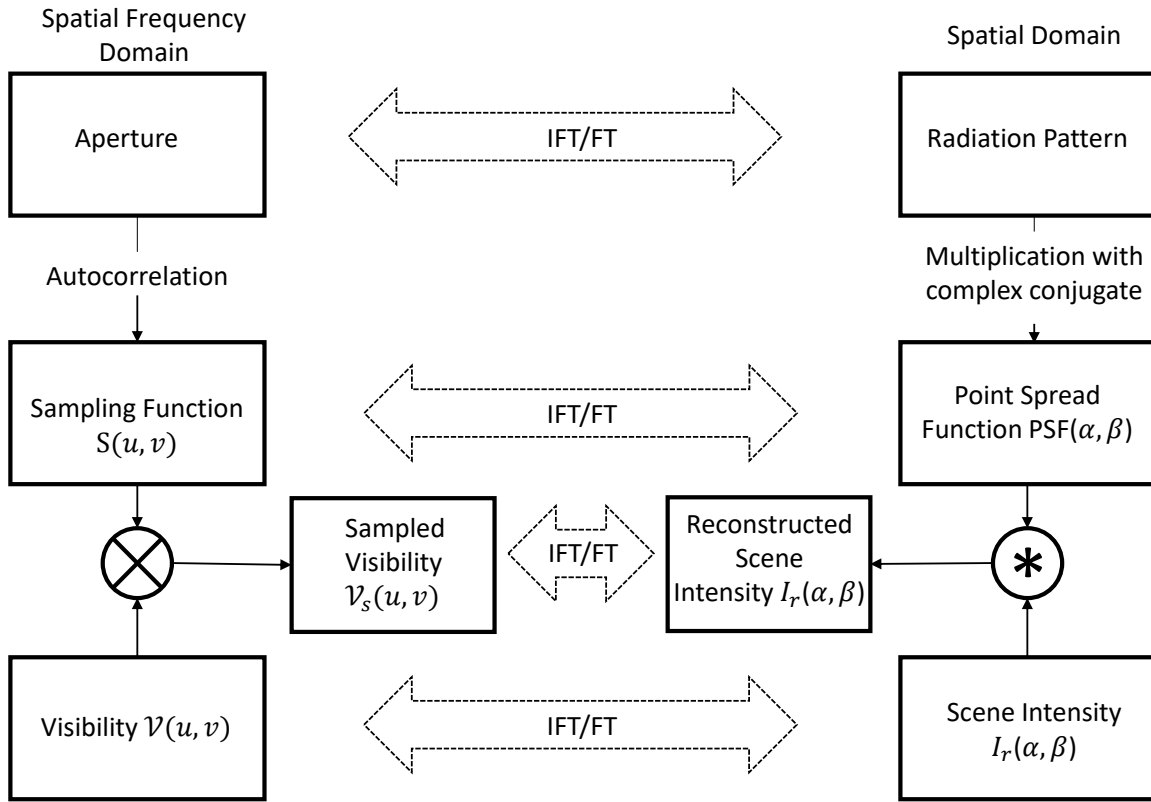 Spatial Frequency
Domain
Spatial Domain
Aperture
IFT/FT
Radiation Pattern
Autocorrelation
Multiplication with
complex conjugate
Sampling Function
S(𝑢, 𝑣)
IFT/FT
Point Spread
Function PSF(𝛼, 𝛽)
Sampled
Visibility
𝒱ₛ(𝑢, 𝑣)
IFT/FT
Reconstructed
Scene
Intensity 𝐼ᵣ(𝛼, 𝛽)
*
Visibility 𝒱(𝑢, 𝑣)
IFT/FT
Scene Intensity
𝐼ᵣ(𝛼, 𝛽)